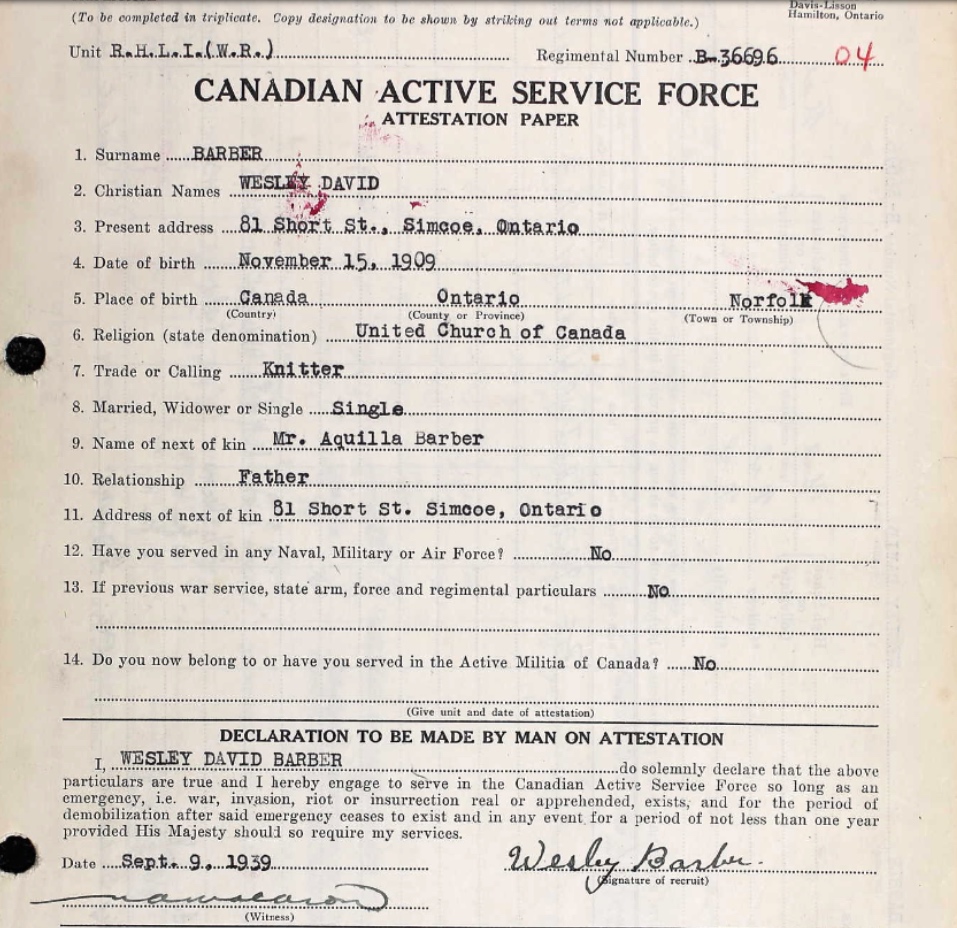 Davis-Lisson
Hamilton, Ontario
(To be completed in triplicate. Copy designation to be shown by striking out terms not applicable.)
Unit R.H.L.I.(W.R.) Regimental Number B-36696 04
CANADIAN ACTIVE SERVICE FORCE
ATTESTATION PAPER
1. Surname BARBER
2. Christian Names WESLEY DAVID
3. Present address 81 Short St., Simcoe, Ontario
4. Date of birth November 15, 1909
5. Place of birth Canada Ontario Norfolk
(Country) (County or Province) (Town or Township)
6. Religion (state denomination) United Church of Canada
7. Trade or Calling Knitter
8. Married, Widower or Single Single
9. Name of next of kin Mr. Aquilla Barber
10. Relationship Father
11. Address of next of kin 81 Short St. Simcoe, Ontario
12. Have you served in any Naval, Military or Air Force? No
13. If previous war service, state arm, force and regimental particulars No
14. Do you now belong to or have you served in the Active Militia of Canada? No
(Give unit and date of attestation)
DECLARATION TO BE MADE BY MAN ON ATTESTATION
I, WESLEY DAVID BARBER do solemnly declare that the above
particulars are true and I hereby engage to serve in the Canadian Active Service Force so long as an
emergency, i.e. war, invasion, riot or insurrection real or apprehended, exists, and for the period of
demobilization after said emergency ceases to exist and in any event for a period of not less than one year
provided His Majesty should so require my services.
Date Sept. 9, 1939 Wesley Barber.
(Signature of recruit)
(Witness)